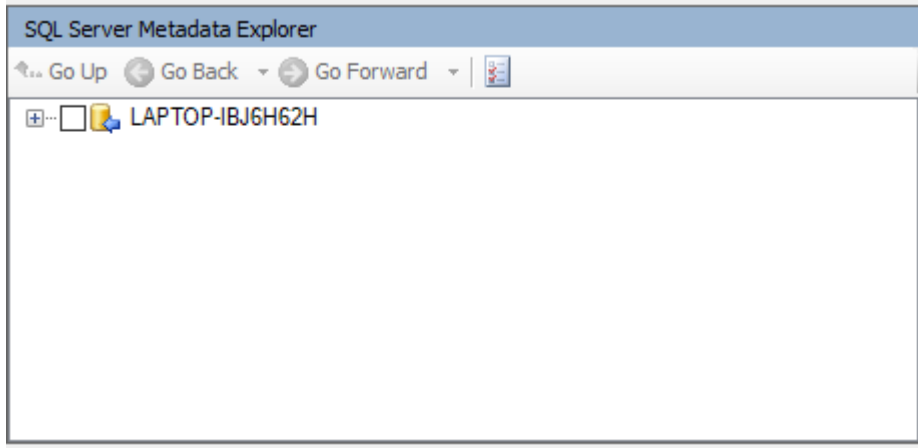 SQL Server Metadata Explorer
Go Up Go Back Go Forward
LAPTOP-IBJ6H62H